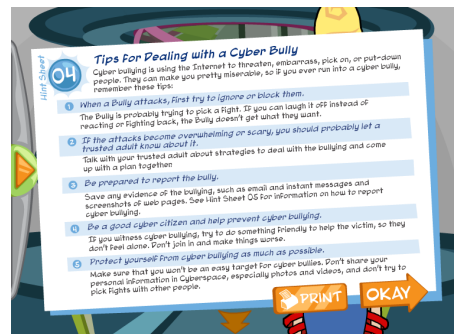 Hint Sheet
04
Tips for Dealing with a Cyber Bully
Cyber bullying is using the Internet to threaten, embarrass, pick on, or put-down
people. They can make you pretty miserable, so if you ever run into a cyber bully,
remember these tips:
1 When a Bully attacks, first try to ignore or block them.
The Bully is probably trying to pick a fight. If you can laugh it off instead of
reacting or fighting back, the Bully doesn't get what they want.
2 If the attacks become overwhelming or scary, you should probably let a
trusted adult know about it.
Talk with your trusted adult about strategies to deal with the bullying and come
up with a plan together.
3 Be prepared to report the bully.
Save any evidence of the bullying, such as email and instant messages and
screenshots of web pages. See Hint Sheet 05 for information on how to report
cyber bullying.
4 Be a good cyber citizen and help prevent cyber bullying.
If you witness cyber bullying, try to do something friendly to help the victim, so they
don't feel alone. Don't join in and make things worse.
5 Protect yourself from cyber bullying as much as possible.
Make sure that you won't be an easy target for cyber bullies. Don't share your
personal information in Cyberspace, especially photos and videos, and don't try to
pick fights with other people.
PRINT
OKAY